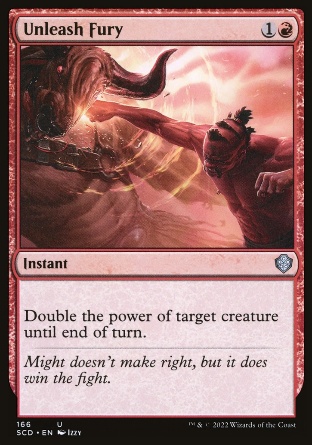 Unleash Fury 1
Instant
Double the power of target creature
until end of turn.
Might doesn't make right, but it does
win the fight.
166 U
SCD • EN Izzy
™ & © 2022 Wizards of the Coast